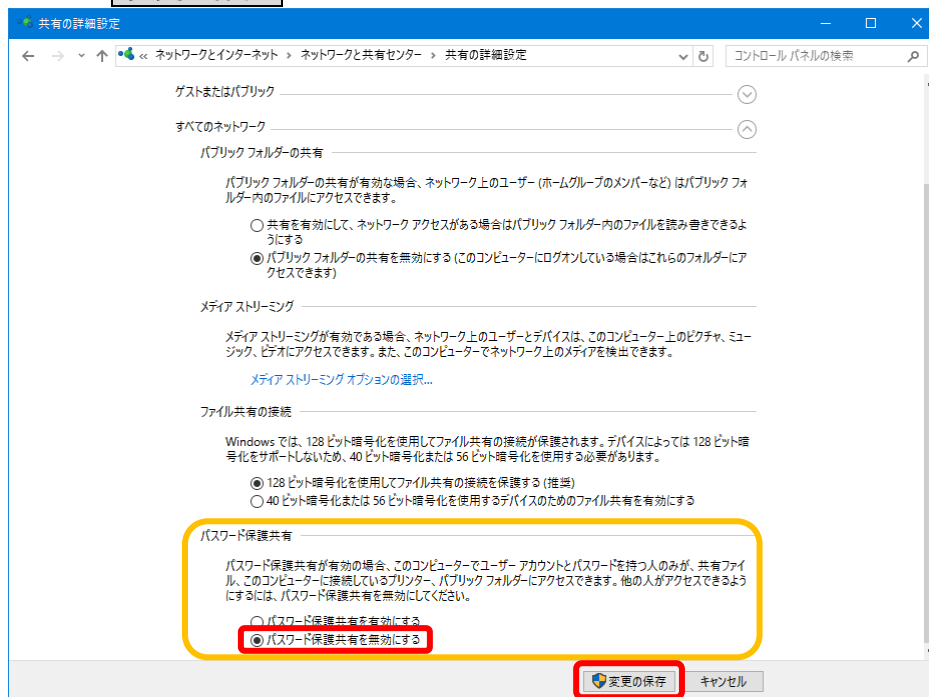 共有の詳細設定
« ネットワークとインターネット › ネットワークと共有センター › 共有の詳細設定
コントロール パネルの検索
ゲストまたはパブリック
すべてのネットワーク
パブリック フォルダーの共有
パブリック フォルダーの共有が有効な場合、ネットワーク上のユーザー (ホームグループのメンバーなど) はパブリック フォ
ルダー内のファイルにアクセスできます。
共有を有効にして、ネットワーク アクセスがある場合はパブリック フォルダー内のファイルを読み書きできるよ
うにする
パブリック フォルダーの共有を無効にする (このコンピューターにログオンしている場合はこれらのフォルダーにア
クセスできます)
メディア ストリーミング
メディア ストリーミングが有効である場合、ネットワーク上のユーザーとデバイスは、このコンピューター上のピクチャ、ミュー
ジック、ビデオにアクセスできます。また、このコンピューターでネットワーク上のメディアを検出できます。
メディア ストリーミング オプションの選択...
ファイル共有の接続
Windows では、128 ビット暗号化を使用してファイル共有の接続が保護されます。デバイスによっては 128 ビット暗
号化をサポートしないため、40 ビット暗号化または 56 ビット暗号化を使用する必要があります。
128 ビット暗号化を使用してファイル共有の接続を保護する (推奨)
40 ビット暗号化または 56 ビット暗号化を使用するデバイスのためのファイル共有を有効にする
パスワード保護共有
パスワード保護共有が有効の場合、このコンピューターでユーザー アカウントとパスワードを持つ人のみが、共有ファイ
ル、このコンピューターに接続しているプリンター、パブリック フォルダーにアクセスできます。他の人がアクセスできるよう
にするには、パスワード保護共有を無効にしてください。
パスワード保護共有を有効にする
パスワード保護共有を無効にする
変更の保存
キャンセル